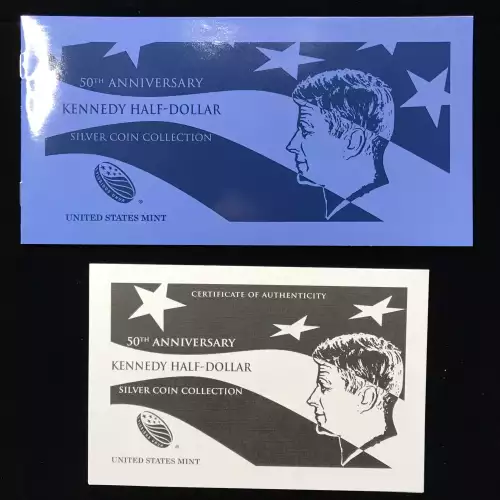 50TH ANNIVERSARY
KENNEDY HALF-DOLLAR
SILVER COIN COLLECTION
®
UNITED STATES MINT
CERTIFICATE OF AUTHENTICITY
50TH ANNIVERSARY
KENNEDY HALF-DOLLAR
SILVER COIN COLLECTION
®
UNITED STATES MINT